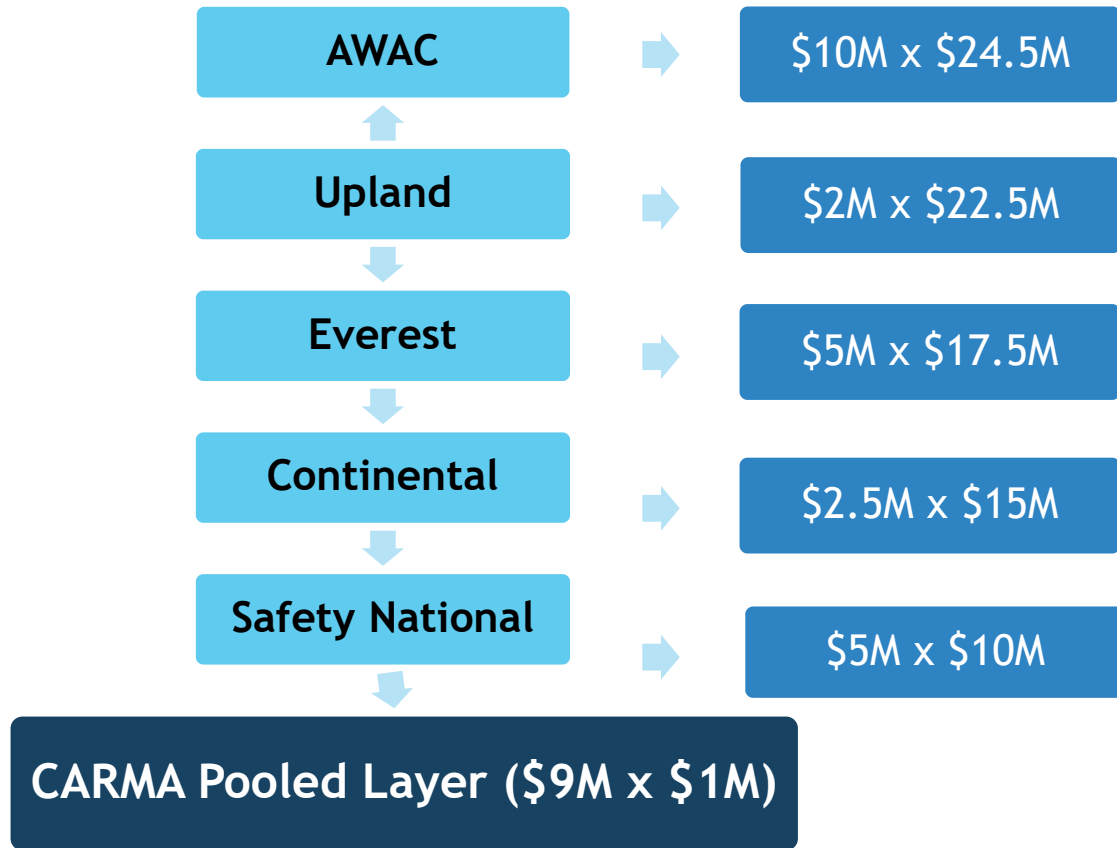 AWAC
$10M x $24.5M
Upland
$2M x $22.5M
Everest
$5M x $17.5M
Continental
$2.5M x $15M
Safety National
$5M x $10M
CARMA Pooled Layer ($9M x $1M)